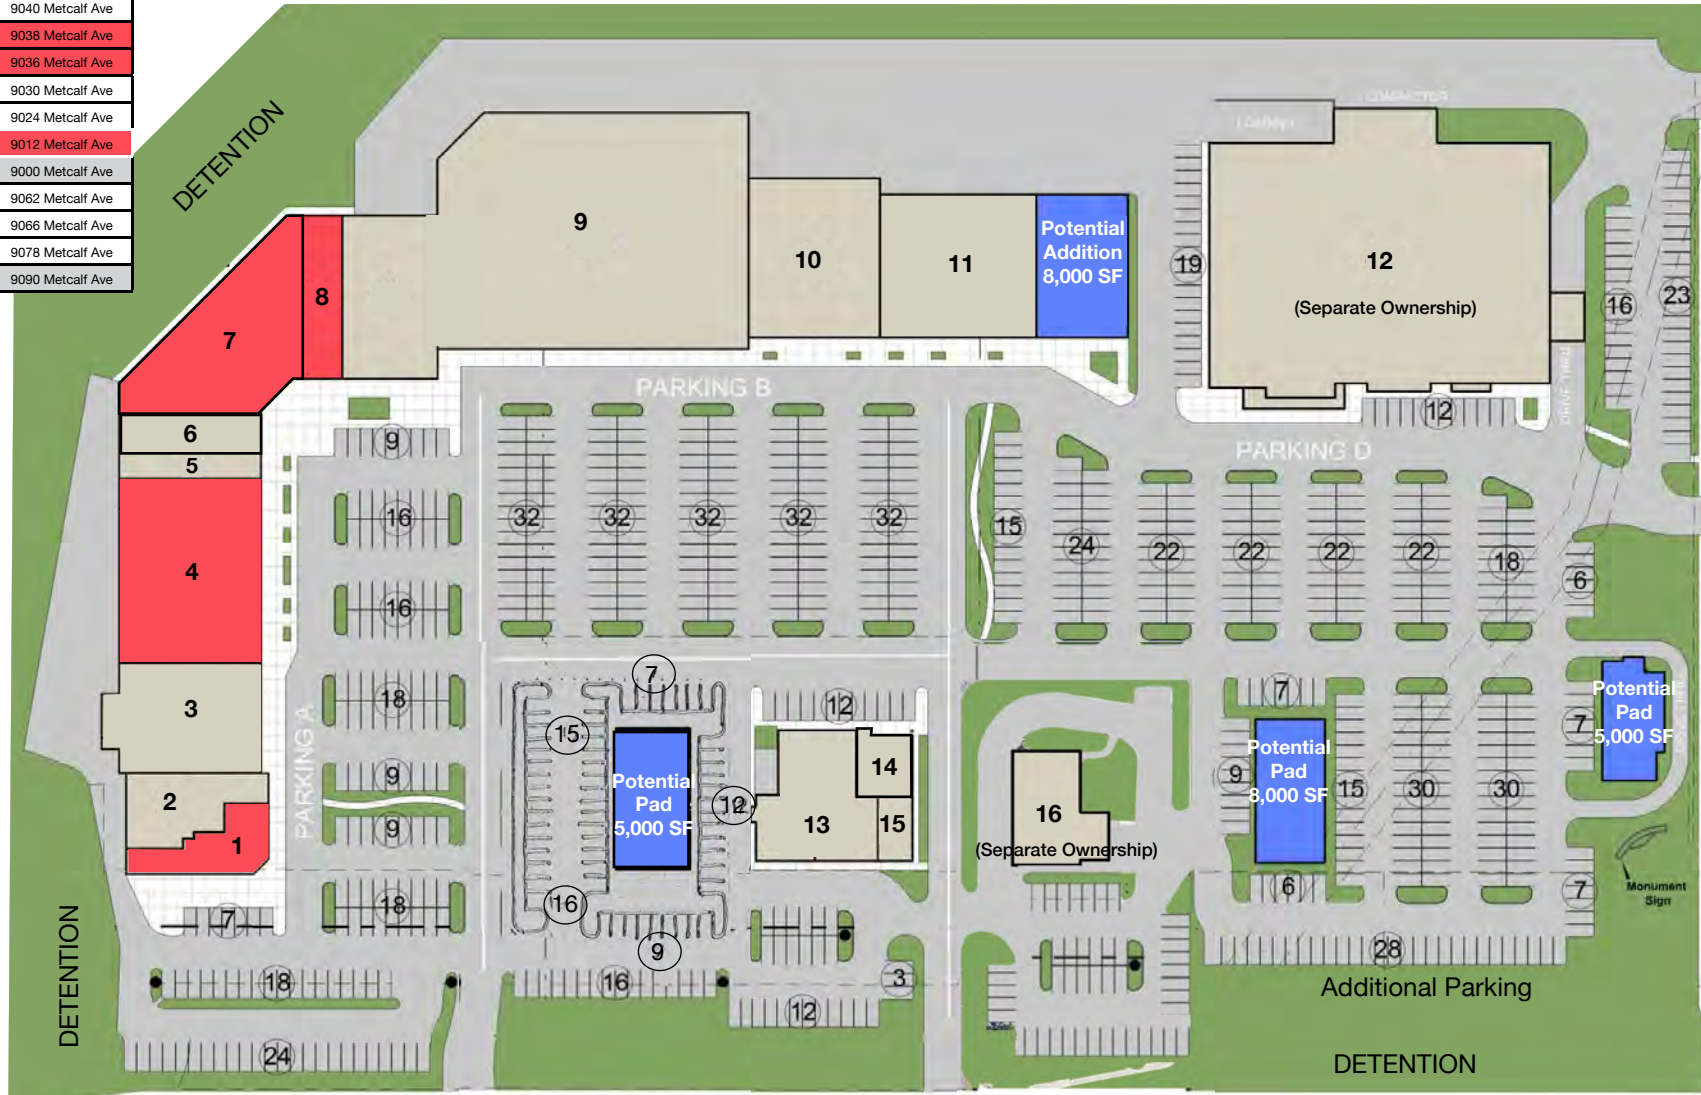 9040 Metcalf Ave
9038 Metcalf Ave
9036 Metcalf Ave
9030 Metcalf Ave
9024 Metcalf Ave
9012 Metcalf Ave
9000 Metcalf Ave
9062 Metcalf Ave
9066 Metcalf Ave
9078 Metcalf Ave
9090 Metcalf Ave
DETENTION
COMPACTOR
LOADING
9
10
11
Potential
Addition
8,000 SF
19
12
(Separate Ownership)
16
23
8
7
DRIVE THRU
PARKING B
12
6
5
9
PARKING D
4
16
32
32
32
32
32
15
24
22
22
22
22
18
6
16
3
18
7
12
7
7
Potential
Pad
5,000 SF
15
14
Potential
Pad
8,000 SF
9
15
30
30
PARKING A
9
Potential
Pad
5,000 SF
12
13
15
16
(Separate Ownership)
2
1
9
18
7
16
9
6
7
Monument
Sign
28
DETENTION
18
16
3
12
Additional Parking
24
DETENTION